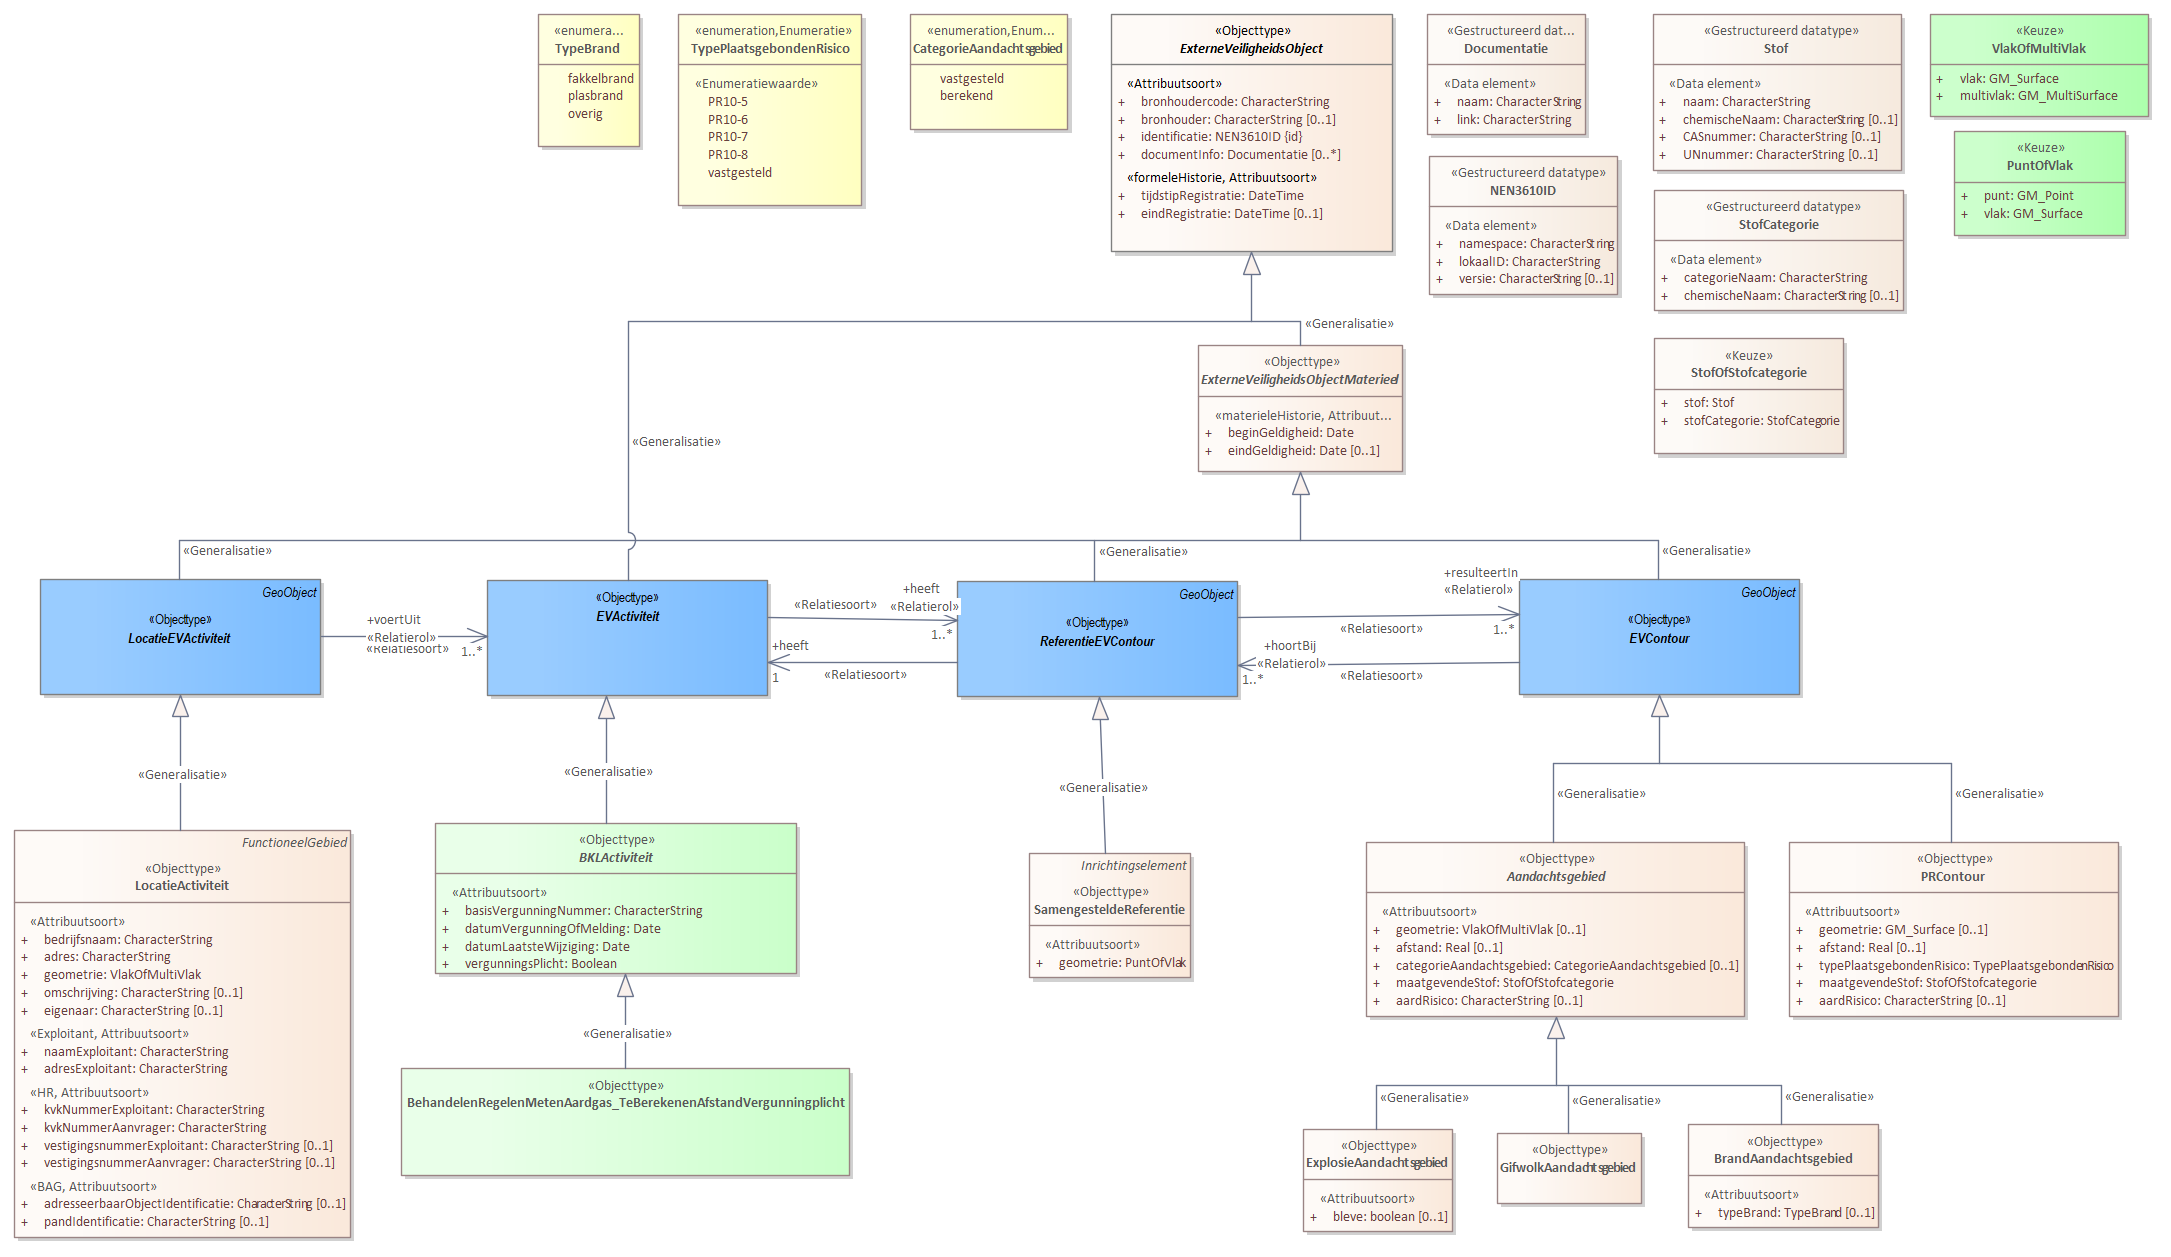 «enumera...
TypeBrand
fakkelbrand
plasbrand
overig
«enumeration,Enumeratie»
TypePlaatsgebondenRisico
«Enumeratiewaarde»
PR10-5
PR10-6
PR10-7
PR10-8
vastgesteld
«enumeration,Enum...
CategorieAandachtsgebied
vastgesteld
berekend
«Objecttype»
ExterneVeiligheidsObject
«Attribuutsoort»
+ bronhoudercode: CharacterString
+ bronhouder: CharacterString [0..1]
+ identificatie: NEN3610ID {id}
+ documentInfo: Documentatie [0..*]
«formeleHistorie, Attribuutsoort»
+ tijdstipRegistratie: DateTime
+ eindRegistratie: DateTime [0..1]
«Gestructureerd dat...
Documentatie
«Data element»
+ naam: CharacterString
+ link: CharacterString
«Gestructureerd datatype»
NEN3610ID
«Data element»
+ namespace: CharacterString
+ lokaalID: CharacterString
+ versie: CharacterString [0..1]
«Gestructureerd datatype»
Stof
«Data element»
+ naam: CharacterString
+ chemischeNaam: CharacterString [0..1]
+ CASnummer: CharacterString [0..1]
+ UNnummer: CharacterString [0..1]
«Gestructureerd datatype»
StofCategorie
«Data element»
+ categorieNaam: CharacterString
+ chemischeNaam: CharacterString [0..1]
«Keuze»
StofOfStofcategorie
+ stof: Stof
+ stofCategorie: StofCategorie
«Keuze»
VlakOfMultiVlak
+ vlak: GM_Surface
+ multivlak: GM_MultiSurface
«Keuze»
PuntOfVlak
+ punt: GM_Point
+ vlak: GM_Surface
«Generalisatie»
«Objecttype»
ExterneVeiligheidsObjectMaterieel
«materieleHistorie, Attribuut...
+ beginGeldigheid: Date
+ eindGeldigheid: Date [0..1]
«Generalisatie»
«Generalisatie»
«Generalisatie»
«Generalisatie»
GeoObject
«Objecttype»
LocatieEVActiviteit
+voertUit
«Relatierol»
«Relatiesoort»
1..*
«Objecttype»
EVActiviteit
«Relatiesoort»
+heeft
«Relatierol»
1..*
+heeft
1
«Relatiesoort»
GeoObject
«Objecttype»
ReferentieEVContour
+resulteertIn
«Relatierol»
«Relatiesoort»
1..*
+hoortBij
«Relatierol»
1..*
«Relatiesoort»
GeoObject
«Objecttype»
EVContour
«Generalisatie»
«Generalisatie»
«Generalisatie»
«Generalisatie»
«Generalisatie»
FunctioneelGebied
«Objecttype»
LocatieActiviteit
«Attribuutsoort»
+ bedrijfsnaam: CharacterString
+ adres: CharacterString
+ geometrie: VlakOfMultiVlak
+ omschrijving: CharacterString [0..1]
+ eigenaar: CharacterString [0..1]
«Exploitant, Attribuutsoort»
+ naamExploitant: CharacterString
+ adresExploitant: CharacterString
«HR, Attribuutsoort»
+ kvkNummerExploitant: CharacterString
+ kvkNummerAanvrager: CharacterString
+ vestigingsnummerExploitant: CharacterString [0..1]
+ vestigingsnummerAanvrager: CharacterString [0..1]
«BAG, Attribuutsoort»
+ adresseerbaarObjectIdentificatie: CharacterString [0..1]
+ pandIdentificatie: CharacterString [0..1]
«Objecttype»
BKLActiviteit
«Attribuutsoort»
+ basisVergunningNummer: CharacterString
+ datumVergunningOfMelding: Date
+ datumLaatsteWijziging: Date
+ vergunningsPlicht: Boolean
«Generalisatie»
«Objecttype»
BehandelenRegelenMetenAardgas_TeBerekenenAfstandVergunningplicht
Inrichtingselement
«Objecttype»
SamengesteldeReferentie
«Attribuutsoort»
+ geometrie: PuntOfVlak
«Objecttype»
Aandachtsgebied
«Attribuutsoort»
+ geometrie: VlakOfMultiVlak [0..1]
+ afstand: Real [0..1]
+ categorieAandachtsgebied: CategorieAandachtsgebied [0..1]
+ maatgevendeStof: StofOfStofcategorie
+ aardRisico: CharacterString [0..1]
«Objecttype»
PRContour
«Attribuutsoort»
+ geometrie: GM_Surface [0..1]
+ afstand: Real [0..1]
+ typePlaatsgebondenRisico: TypePlaatsgebondenRisico
+ maatgevendeStof: StofOfStofcategorie
+ aardRisico: CharacterString [0..1]
«Generalisatie»
«Generalisatie»
«Generalisatie»
«Objecttype»
ExplosieAandachtsgebied
«Attribuutsoort»
+ bleve: boolean [0..1]
«Objecttype»
GifwolkAandachtsgebied
«Objecttype»
BrandAandachtsgebied
«Attribuutsoort»
+ typeBrand: TypeBrand [0..1]